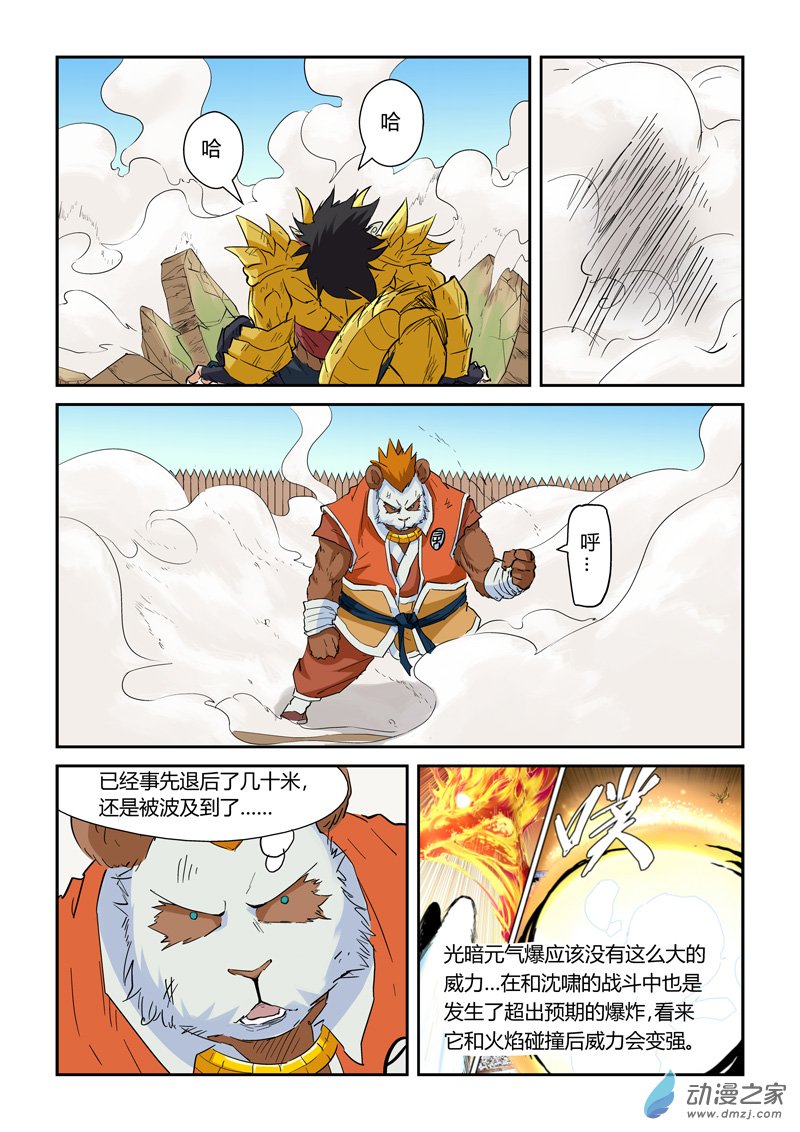 哈
哈
呼
…
已经事先退后了几十米，
还是被波及到了……
噗
光暗元气爆应该没有这么大的
威力…在和沈啸的战斗中也是
发生了超出预期的爆炸，看来
它和火焰碰撞后威力会变强。
动漫之家
www.dmzj.com